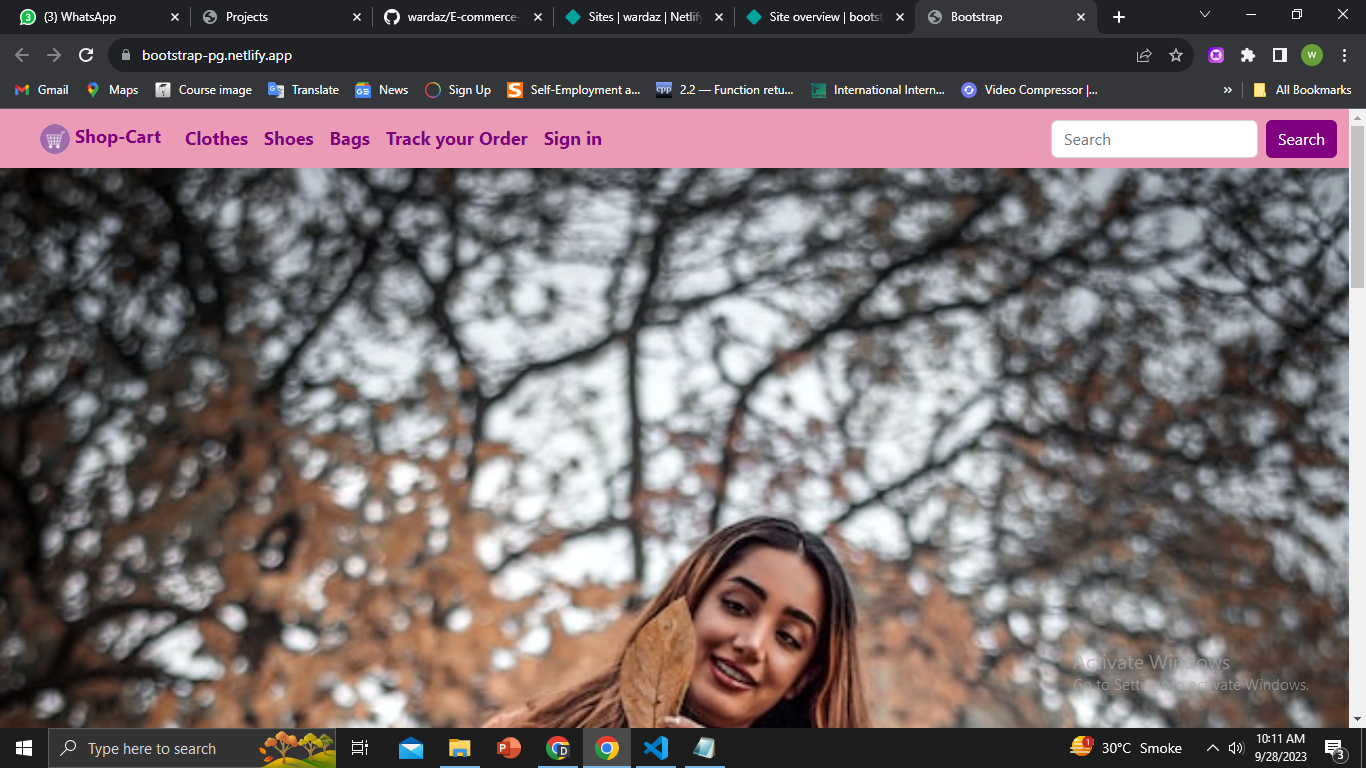 (3) WhatsApp
Projects
wardaz/E-commerce-
Sites | wardaz | Netlify
Site overview | bootst
Bootstrap
bootstrap-pg.netlify.app
W
Gmail
Maps
Course image
Translate
News
Sign Up
Self-Employment a...
2.2 — Function retu...
International Intern...
Video Compressor |...
»
All Bookmarks
Shop-Cart
Clothes
Shoes
Bags
Track your Order
Sign in
Search
Search
Activate Windows
Go to Settings to activate Windows.
Type here to search
30°C Smoke
10:11 AM
9/28/2023
3